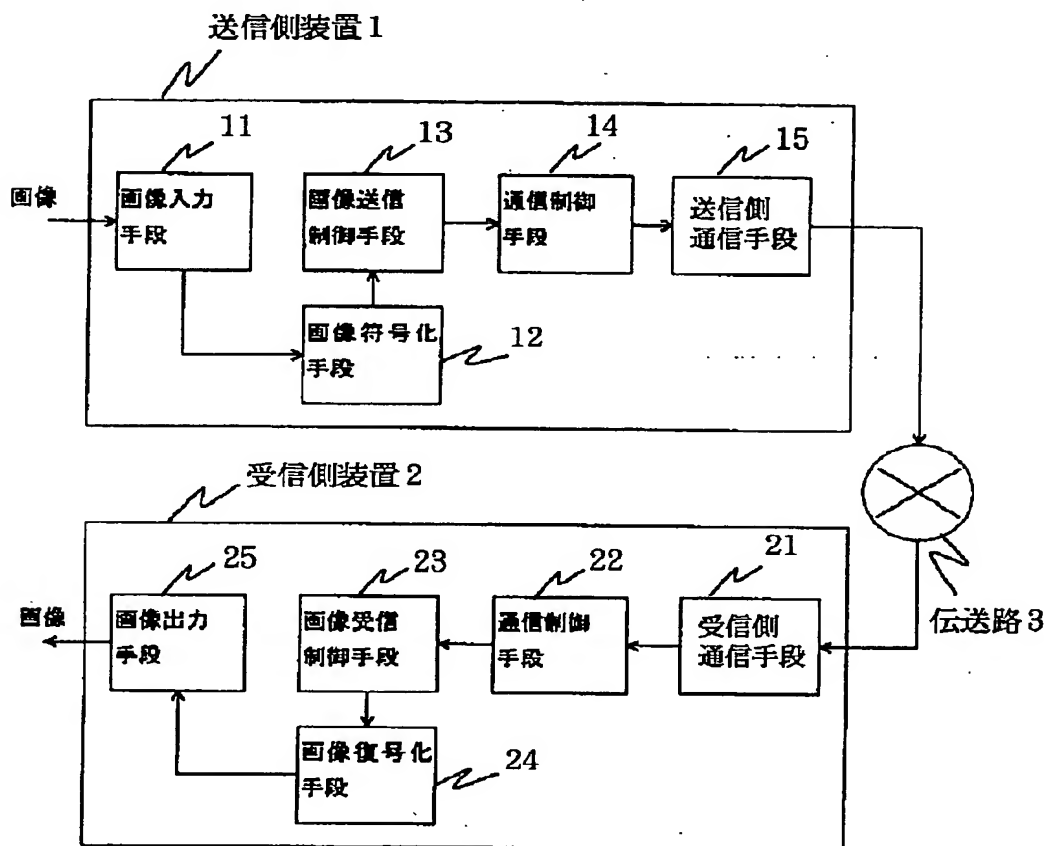 送信側装置1
11
13
14
15
画像
画像入力
手段
画像送信
制御手段
通信制御
手段
送信側
通信手段
画像符号化
手段
12
受信側装置2
25
23
22
21
画像
画像出力
手段
画像受信
制御手段
通信制御
手段
受信側
通信手段
伝送路3
画像復号化
手段
24